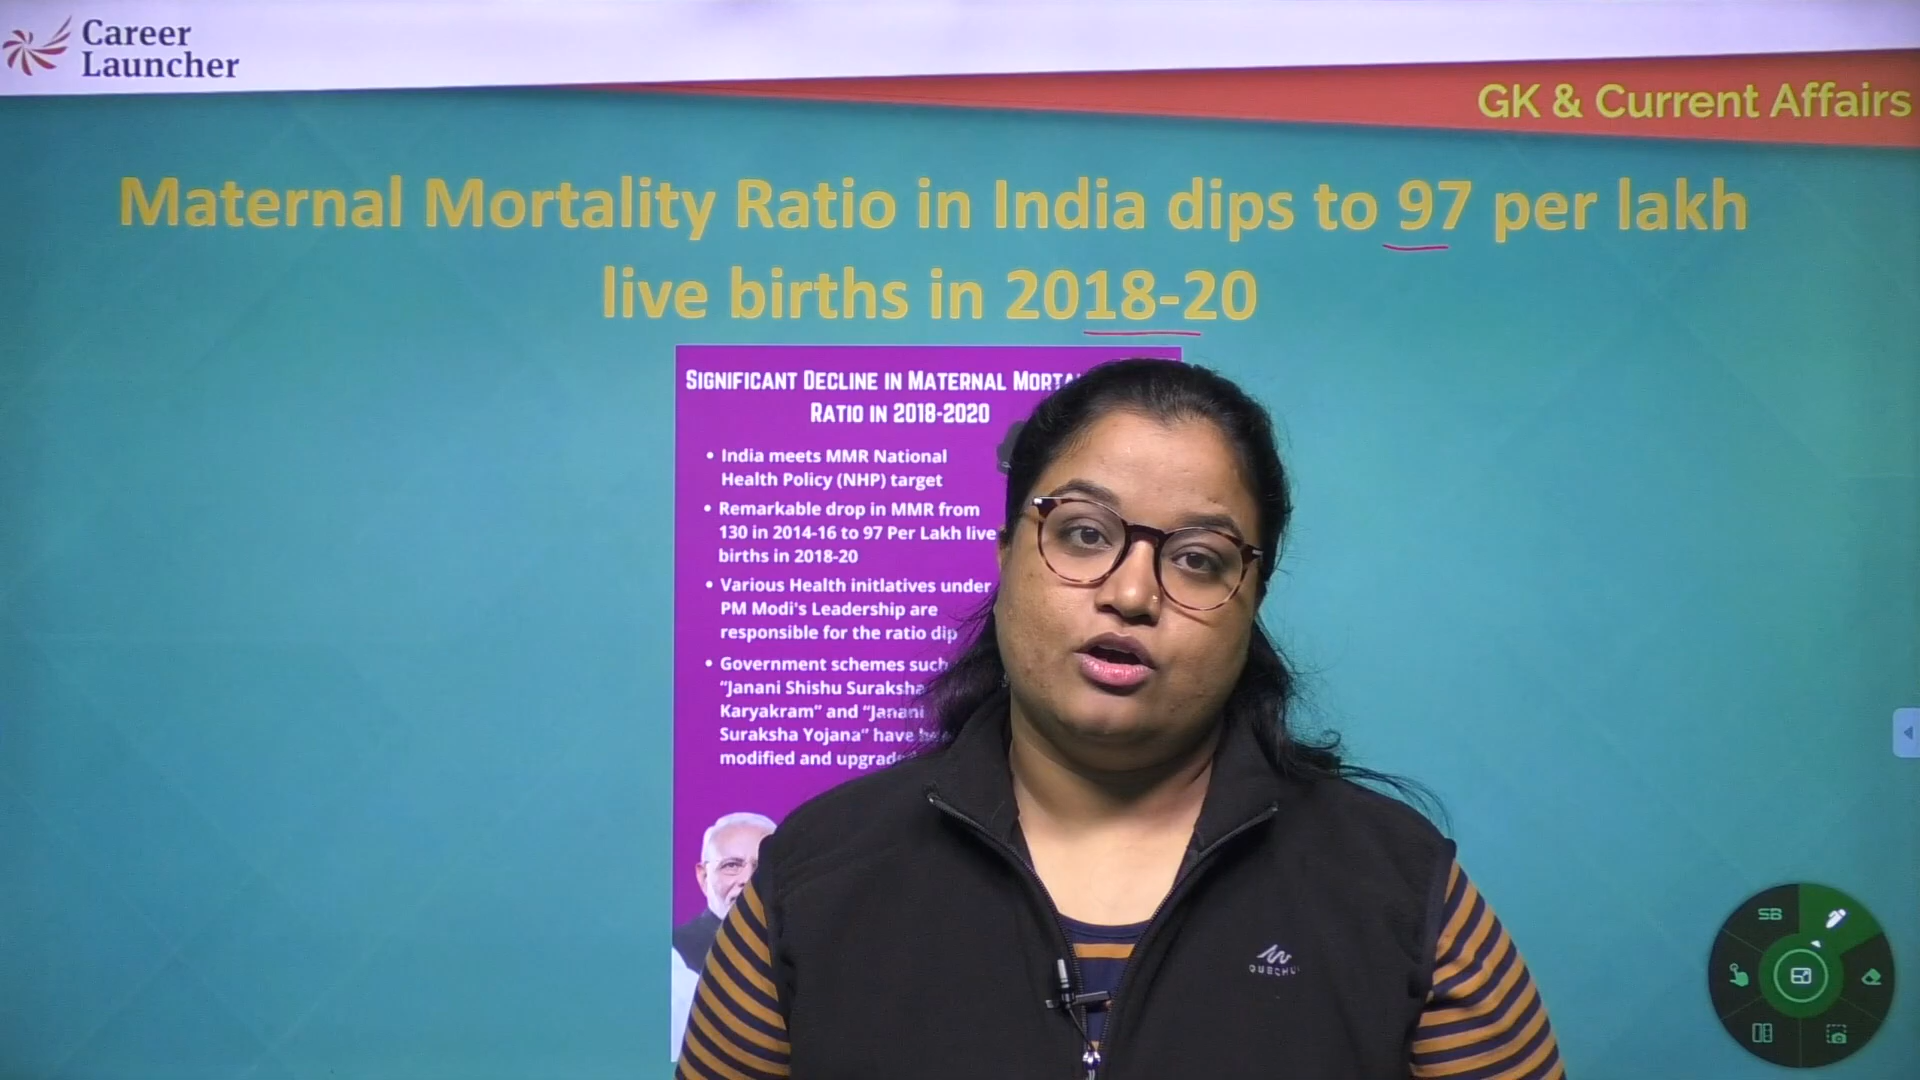 Career
Launcher
GK & Current Affairs
Maternal Mortality Ratio in India dips to 97 per lakh
live births in 2018-20
Significant Decline in Maternal
Ratio in 2018-2020
• India meets MMR National
Health Policy (NHP) target
• Remarkable drop in MMR from
130 in 2014-16 to 97 Per Lakh live
births in 2018-20
• Various Health initlatives under
PM Modi's Leadership are
responsible for the ratio dip
• Government schemes such
“Janani Shishu Suraksha
Karyakram” and “Janani
Suraksha Yojana” have
modified and
SB
QUECHU